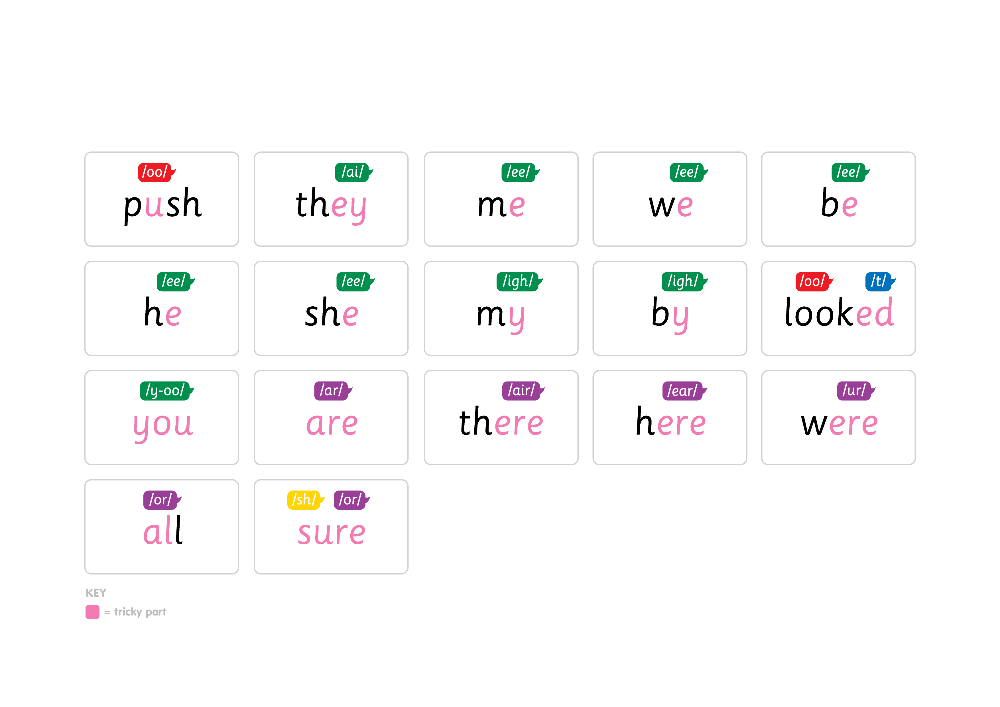 /oo/ /ai/ /ee/ /ee/ /ee/
push they me we be
/ee/ /ee/ /igh/ /igh/ /oo/ /t/
he she my by looked
/y-oo/ /ar/ /air/ /ear/ /ur/
you are there here were
/or/ /sh/ /or/
all sure
KEY
= tricky part